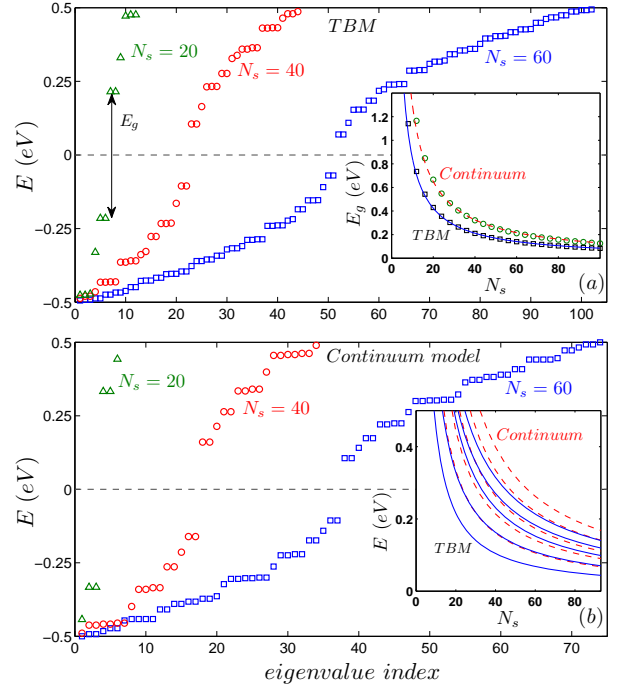 TBM
N_s = 20
N_s = 40
N_s = 60
E_g
E (eV)
0.5
0.25
0
-0.25
-0.5
0 10 20 30 40 50 60 70 80 90 100
E_g (eV)
1.2
1
0.8
0.6
0.4
0.2
0
Continuum
TBM
0 20 40 60 80
N_s
(a)
Continuum model
N_s = 20
N_s = 40
N_s = 60
E (eV)
0.5
0.25
0
-0.25
-0.5
0 10 20 30 40 50 60 70
E (eV)
0.4
0.2
0
Continuum
TBM
0 20 40 60 80
N_s
(b)
eigenvalue index